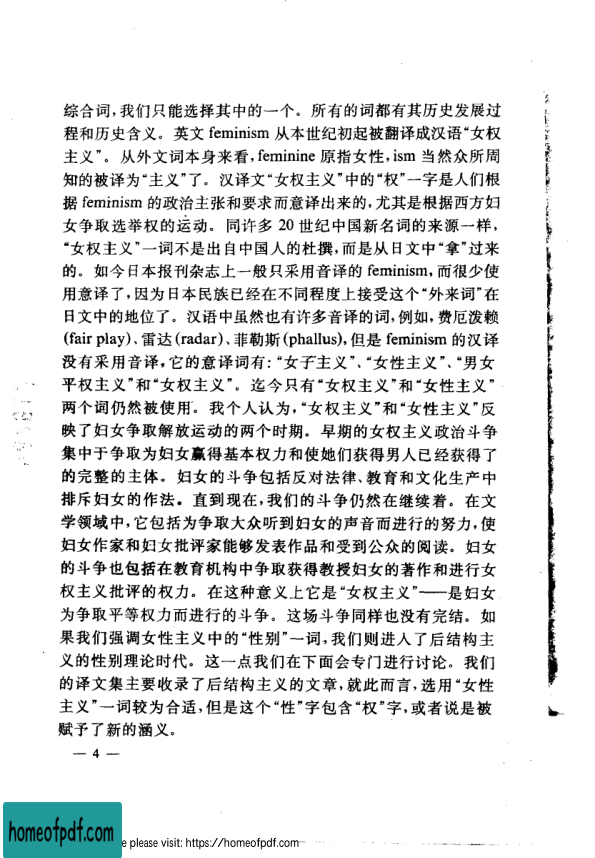 综合词,我们只能选择其中的一个。所有的词都有其历史发展过
程和历史含义。英文 feminism 从本世纪初起被翻译成汉语“女权
主义”。从外文词本身来看,feminine 原指女性,ism 当然众所周
知的被译为“主义”了。汉译文“女权主义”中的“权”一字是人们根
据 feminism 的政治主张和要求而意译出来的,尤其是根据西方妇
女争取选举权的运动。同许多 20 世纪中国新名词的来源一样,
“女权主义”一词不是出自中国人的杜撰,而是从日文中“拿”过来
的。如今日本报刊杂志上一般只采用音译的 feminism,而很少使
用意译了,因为日本民族已经在不同程度上接受这个“外来词”在
日文中的地位了。汉语中虽然也有许多音译的词,例如,费厄泼赖
(fair play)、雷达(radar)、菲勒斯(phallus),但是 feminism 的汉译
没有采用音译,它的意译词有:“女子主义”、“女性主义”、“男女
平权主义”和“女权主义”。迄今只有“女权主义”和“女性主义”
两个词仍然被使用。我个人认为,“女权主义”和“女性主义”反
映了妇女争取解放运动的两个时期。早期的女权主义政治斗争
集中于争取为妇女赢得基本权力和使她们获得男人已经获得了
的完整的主体。妇女的斗争包括反对法律、教育和文化生产中
排斥妇女的作法。直到现在,我们的斗争仍然在继续着。在文
学领域中,它包括为争取大众听到妇女的声音而进行的努力,使
妇女作家和妇女批评家能够发表作品和受到公众的阅读。妇女
的斗争也包括在教育机构中争取获得教授妇女的著作和进行女
权主义批评的权力。在这种意义上它是“女权主义”——是妇女
为争取平等权力而进行的斗争。这场斗争同样也没有完结。如
果我们强调女性主义中的“性别”一词,我们则进入了后结构主
义的性别理论时代。这一点我们在下面会专门进行讨论。我们
的译文集主要收录了后结构主义的文章,就此而言,选用“女性
主义”一词较为合适,但是这个“性”字包含“权”字,或者说是被
赋予了新的涵义。
— 4 —
homeofpdf.com
please visit: https://homeofpdf.com